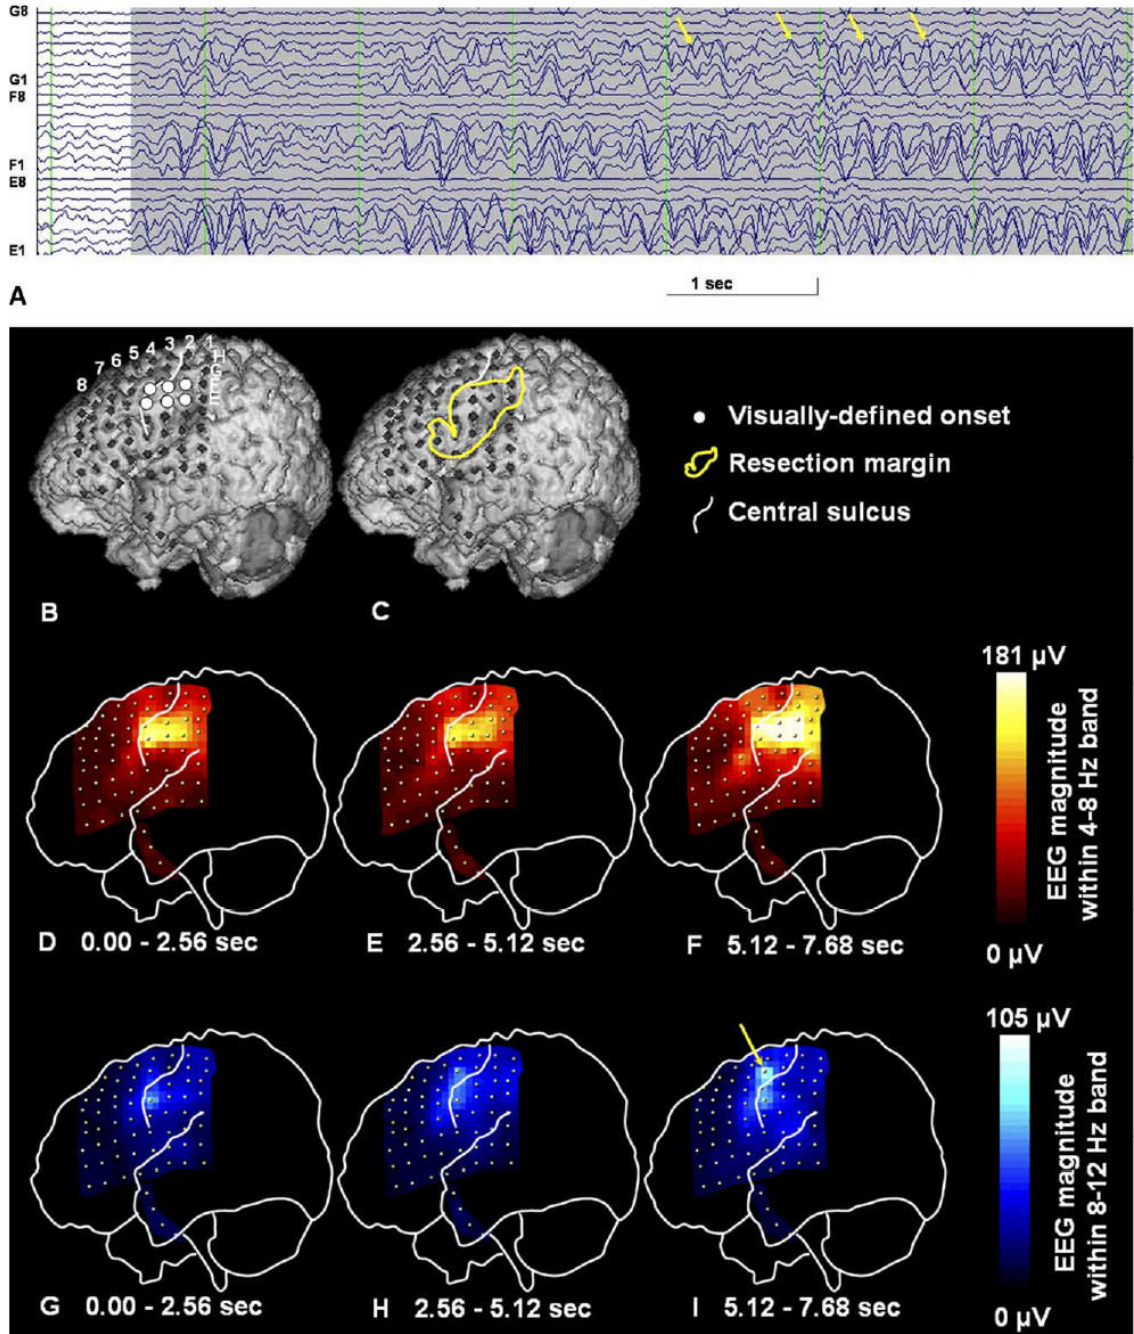 G8
G1
F8
F1
E8
E1
1 sec
A
8 7 6 5 4 3 2 1
H
G
F
E
Visually-defined onset
Resection margin
Central sulcus
B
C
181 µV
EEG magnitude
within 4-8 Hz band
0 µV
D 0.00 - 2.56 sec
E 2.56 - 5.12 sec
F 5.12 - 7.68 sec
105 µV
EEG magnitude
within 8-12 Hz band
0 µV
G 0.00 - 2.56 sec
H 2.56 - 5.12 sec
I 5.12 - 7.68 sec